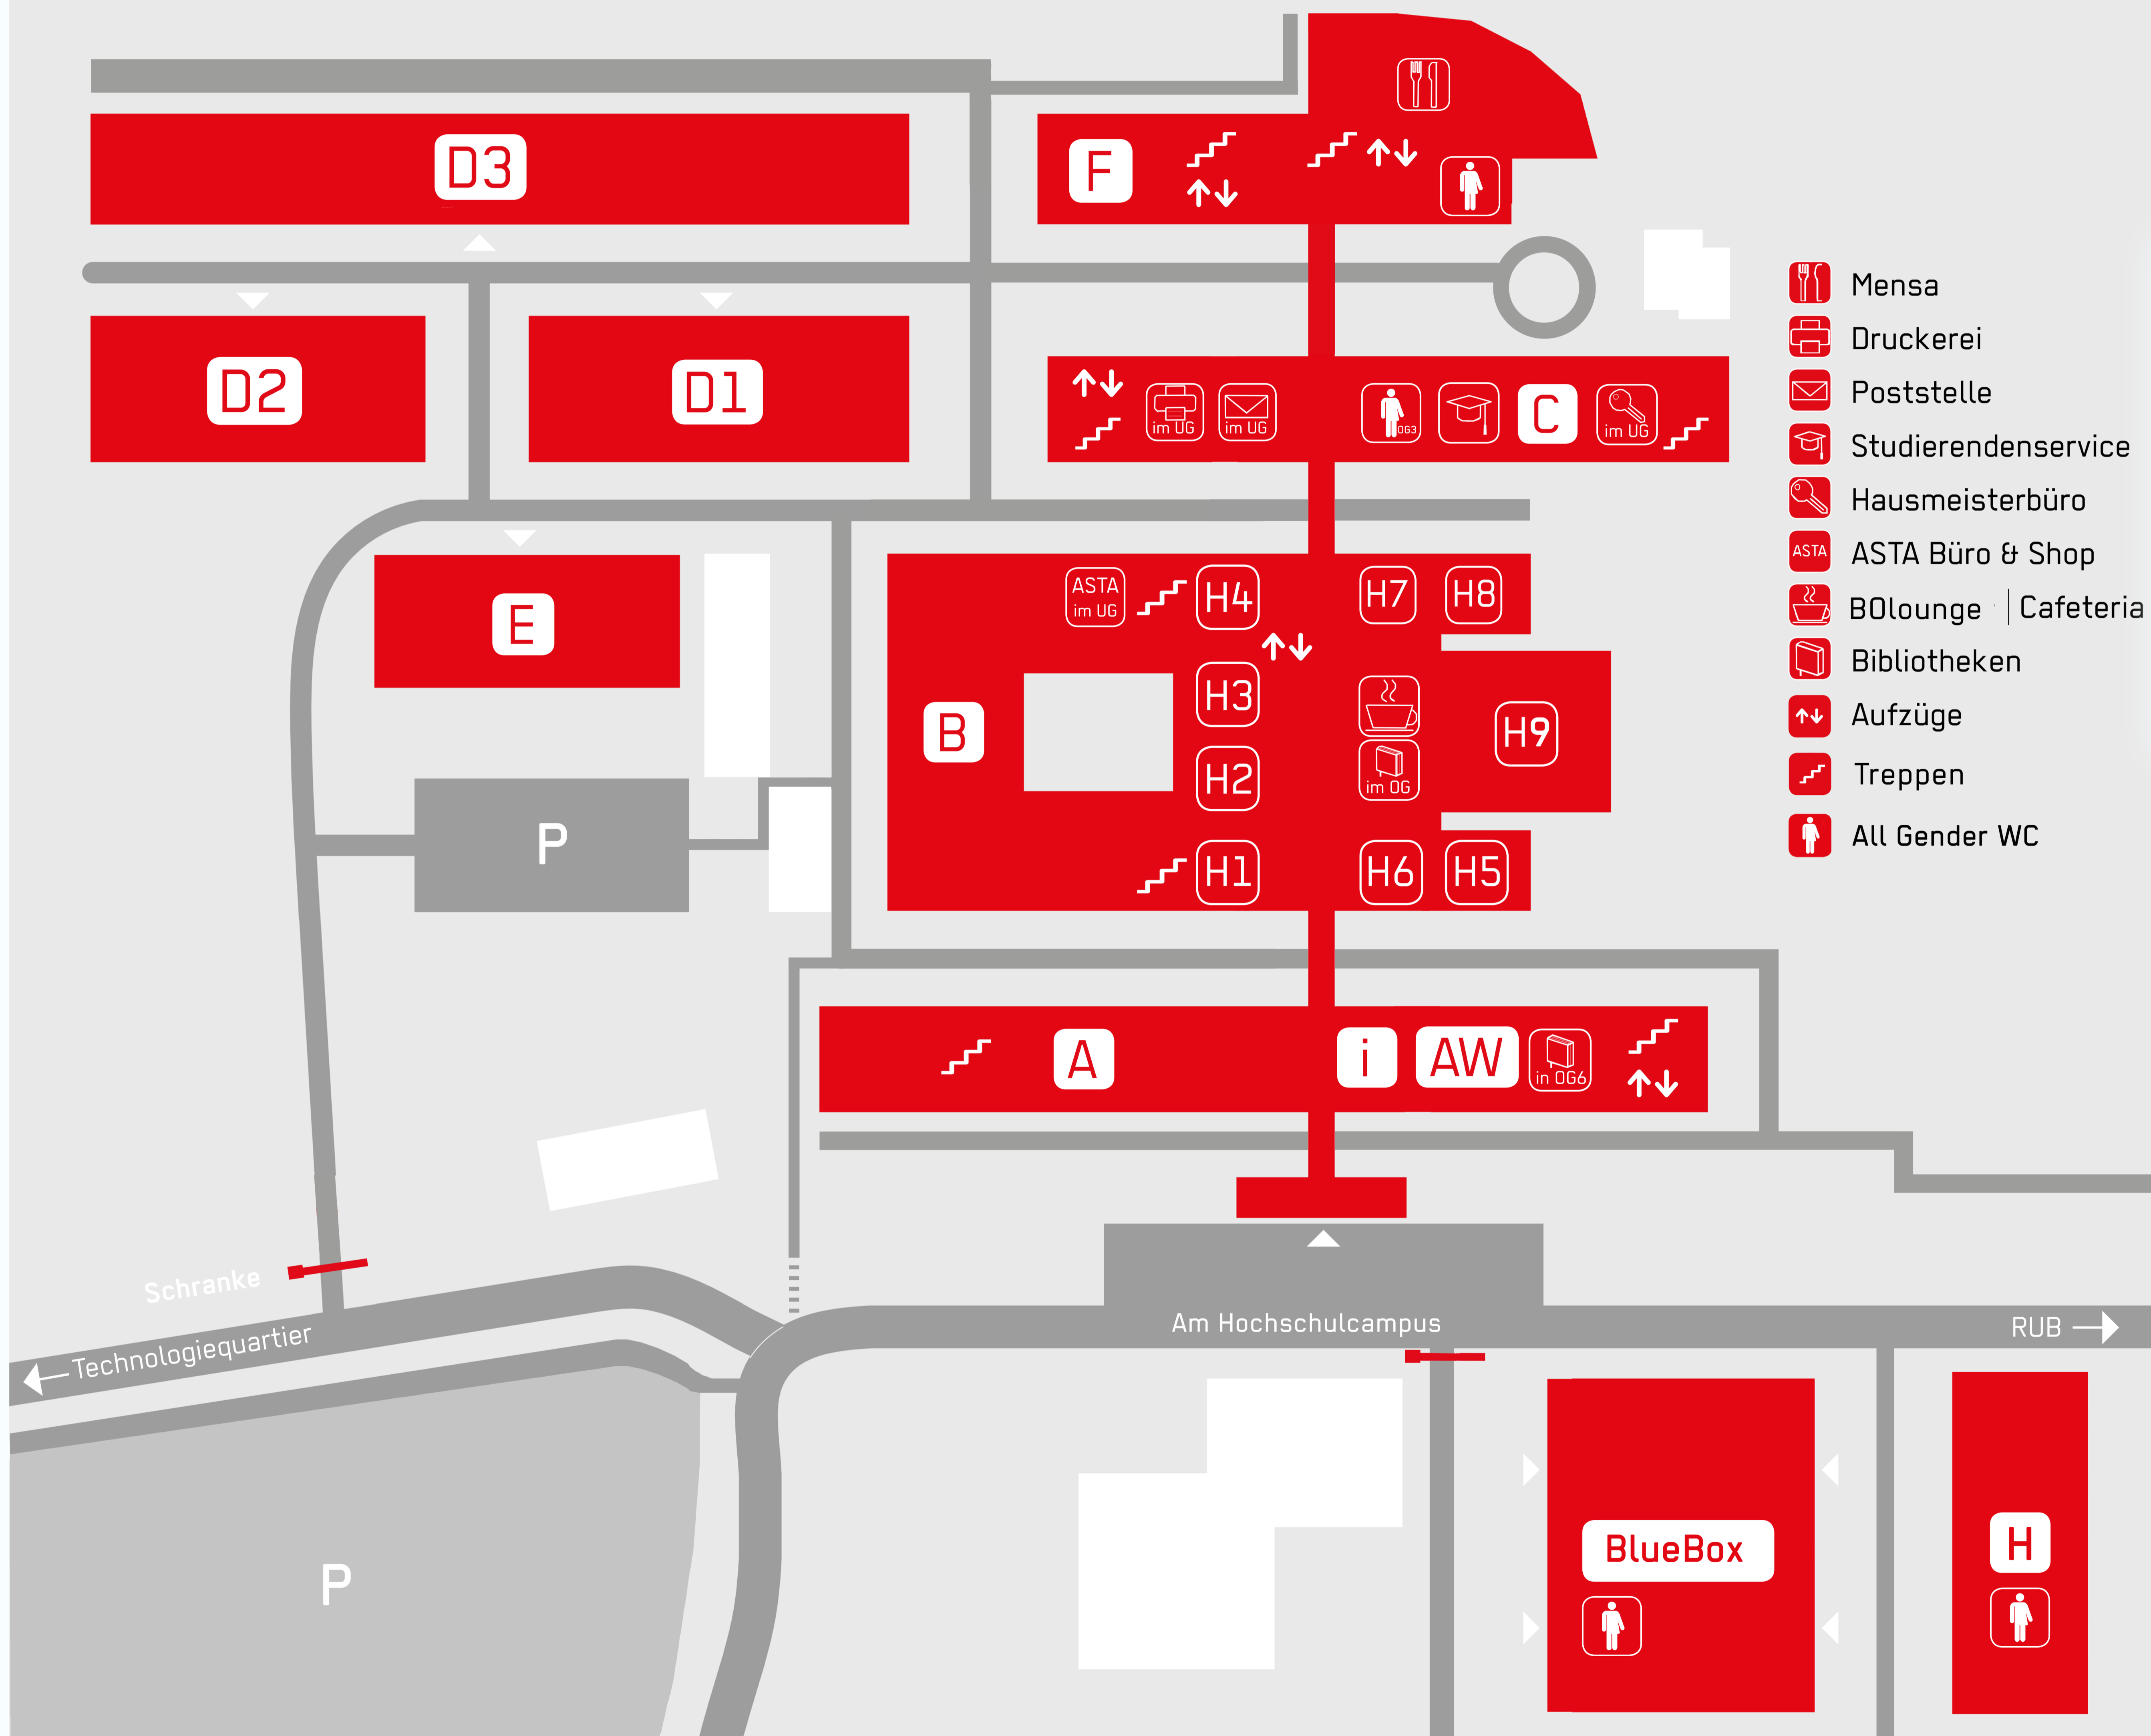 D3
F
D2
D1
im UG
im UG
OG3
C
im UG
E
B
ASTA
im UG
H4
H7
H8
H3
H9
H2
im OG
H1
H6
H5
P
A
i
AW
in OG6
Mensa
Druckerei
Poststelle
Studierendenservice
Hausmeisterbüro
ASTA
ASTA Büro & Shop
BOlounge | Cafeteria
Bibliotheken
Aufzüge
Treppen
All Gender WC
Schranke
Technologiequartier
Am Hochschulcampus
RUB
P
BlueBox
H